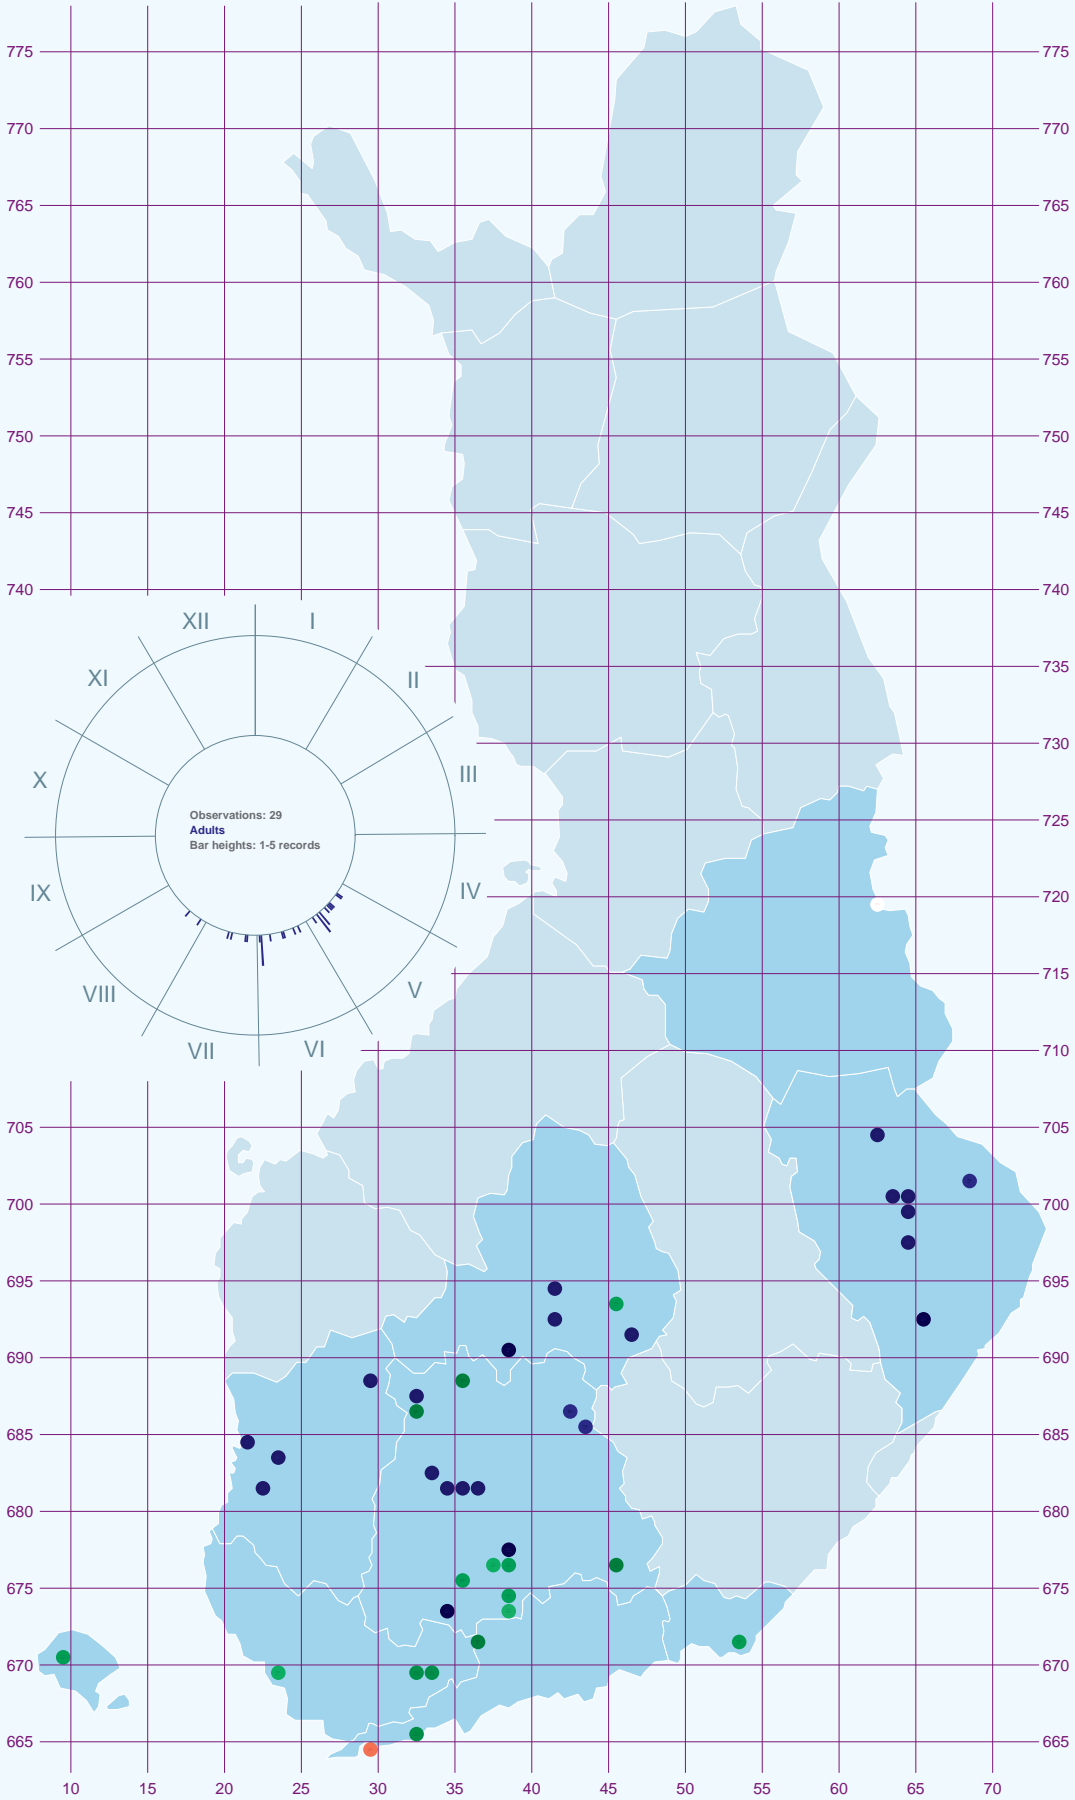 775 775
770 770
765 765
760 760
755 755
750 750
745 745
740 740
735
730
725
720
715
710
705 705
700 700
695 695
690 690
685 685
680 680
675 675
670 670
665 665
XII I
XI II
X III
IX IV
VIII V
VII VI
Observations: 29
Adults
Bar heights: 1-5 records
10 15 20 25 30 35 40 45 50 55 60 65 70